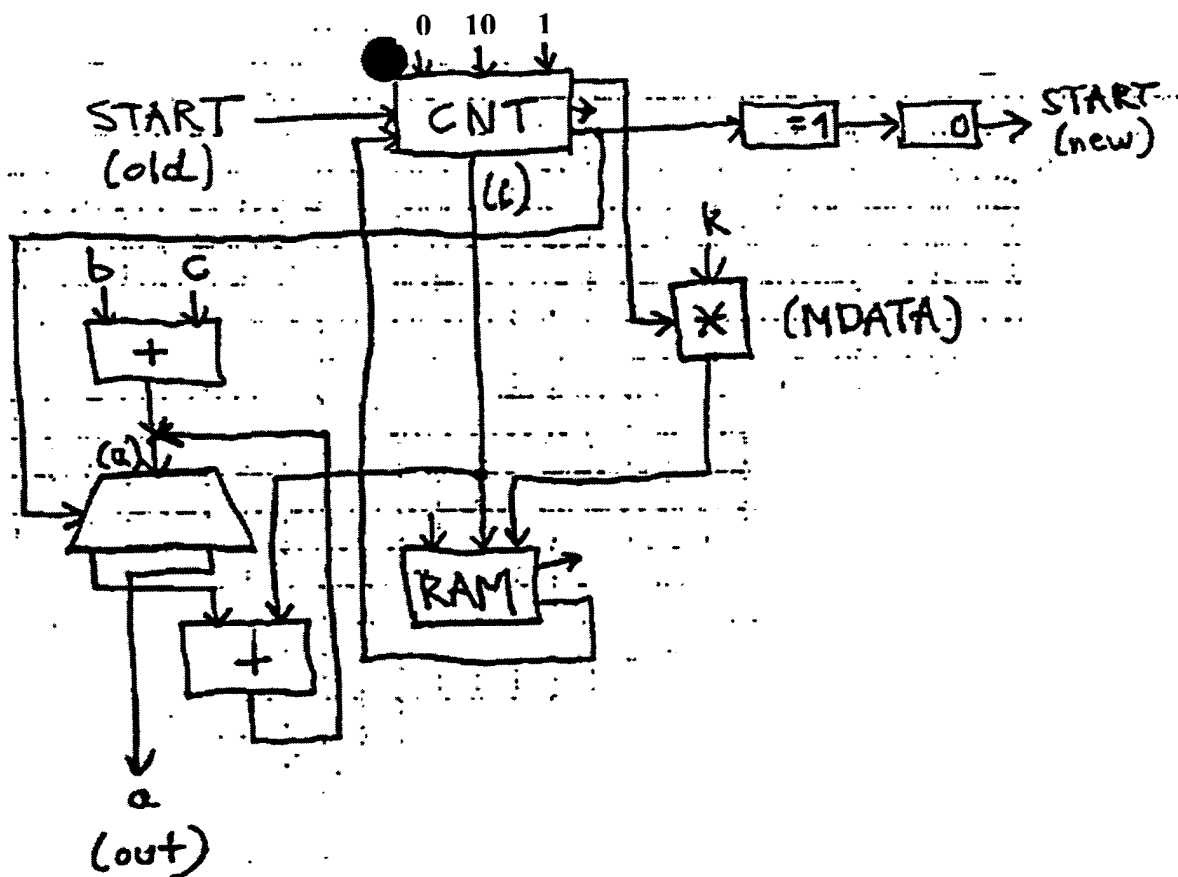 0 10 1
START
(old)
CNT
=1
0
START
(new)
(i)
b c
k
+
*
(MDATA)
(a)
RAM
+
a
(out)